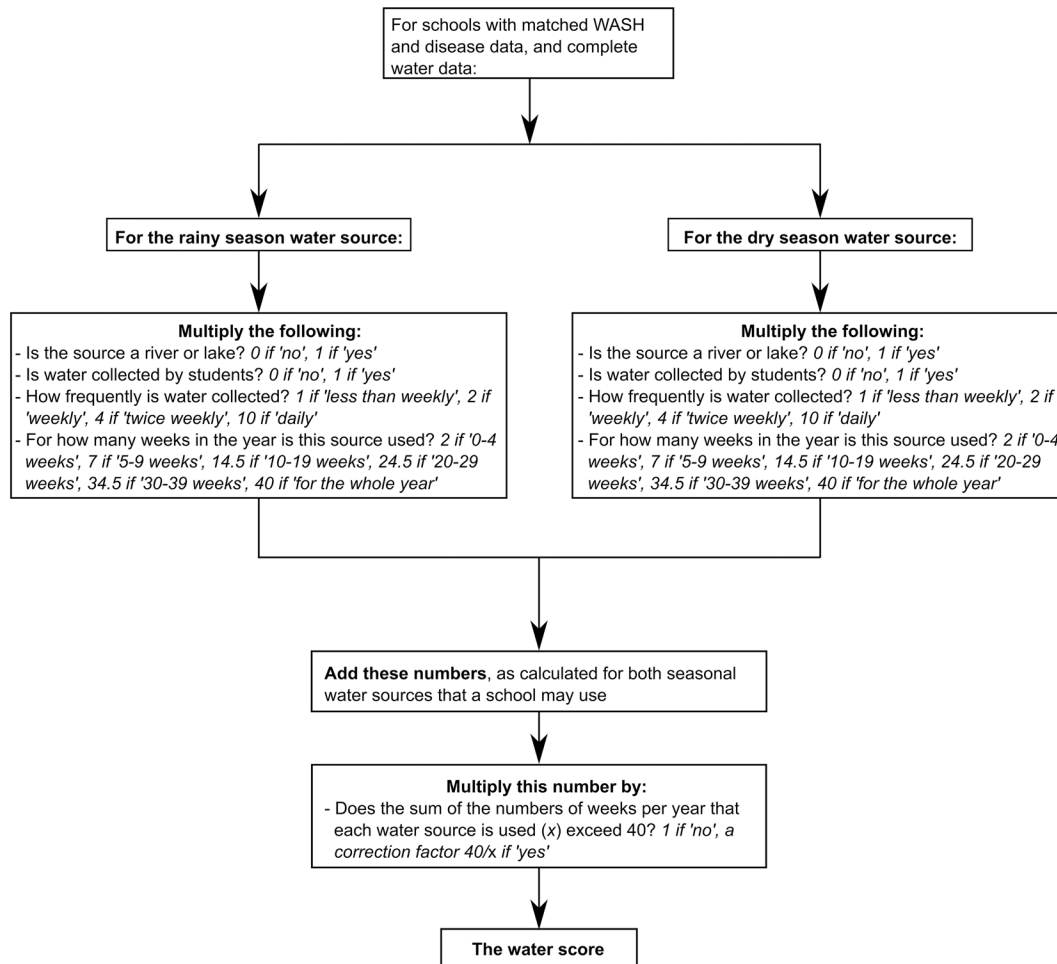 For schools with matched WASH
and disease data, and complete
water data:
For the rainy season water source:
For the dry season water source:
Multiply the following:
- Is the source a river or lake? 0 if 'no', 1 if 'yes'
- Is water collected by students? 0 if 'no', 1 if 'yes'
- How frequently is water collected? 1 if 'less than weekly', 2 if
'weekly', 4 if 'twice weekly', 10 if 'daily'
- For how many weeks in the year is this source used? 2 if '0-4
weeks', 7 if '5-9 weeks', 14.5 if '10-19 weeks', 24.5 if '20-29
weeks', 34.5 if '30-39 weeks', 40 if 'for the whole year'
Multiply the following:
- Is the source a river or lake? 0 if 'no', 1 if 'yes'
- Is water collected by students? 0 if 'no', 1 if 'yes'
- How frequently is water collected? 1 if 'less than weekly', 2 if
'weekly', 4 if 'twice weekly', 10 if 'daily'
- For how many weeks in the year is this source used? 2 if '0-4
weeks', 7 if '5-9 weeks', 14.5 if '10-19 weeks', 24.5 if '20-29
weeks', 34.5 if '30-39 weeks', 40 if 'for the whole year'
Add these numbers, as calculated for both seasonal
water sources that a school may use
Multiply this number by:
- Does the sum of the numbers of weeks per year that
each water source is used (x) exceed 40? 1 if 'no', a
correction factor 40/x if 'yes'
The water score